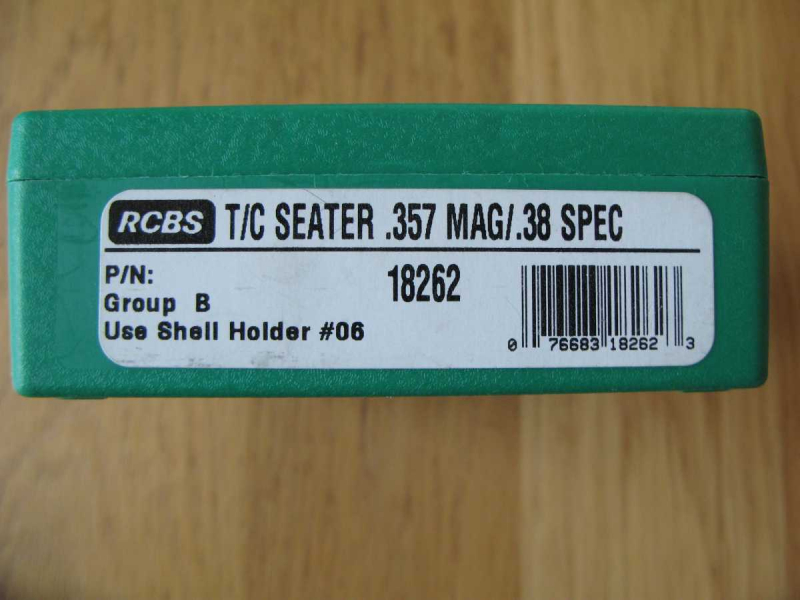 RCBS T/C SEATER .357 MAG/.38 SPEC
P/N: 18262
Group B
Use Shell Holder #06
0 76683 18262 3